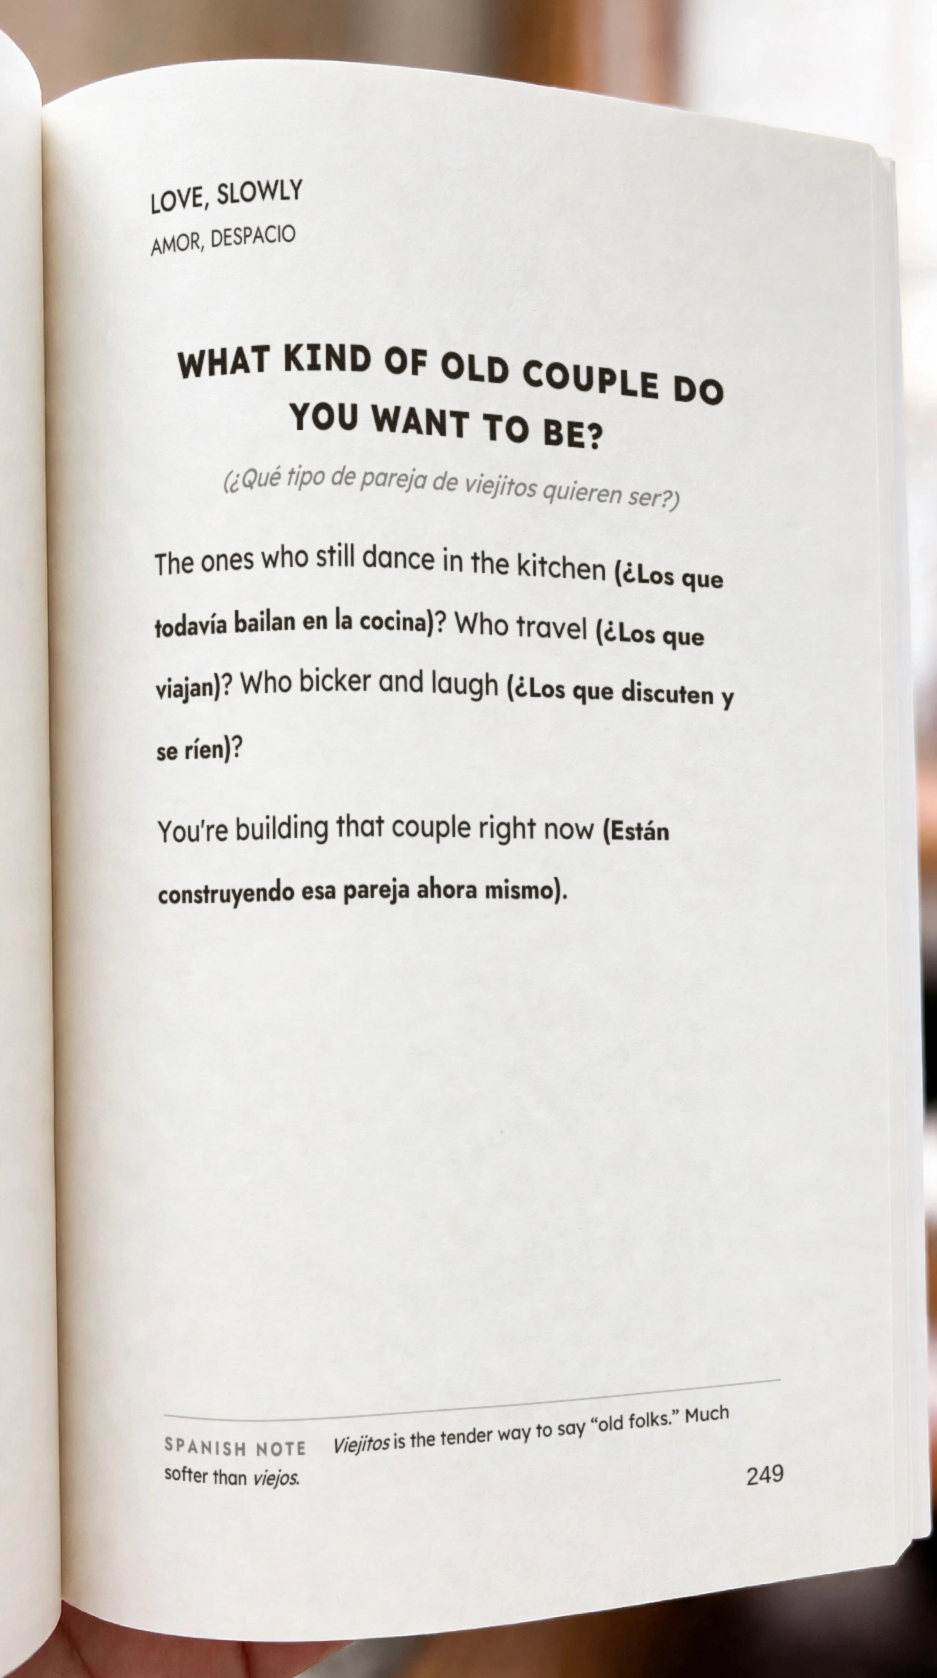 LOVE, SLOWLY
AMOR, DESPACIO
WHAT KIND OF OLD COUPLE DO
YOU WANT TO BE?
(¿Qué tipo de pareja de viejitos quieren ser?)
The ones who still dance in the kitchen (¿Los que
todavía bailan en la cocina)? Who travel (¿Los que
viajan)? Who bicker and laugh (¿Los que discuten y
se ríen)?
You're building that couple right now (Están
construyendo esa pareja ahora mismo).
SPANISH NOTE Viejitos is the tender way to say “old folks.” Much
softer than viejos.
249